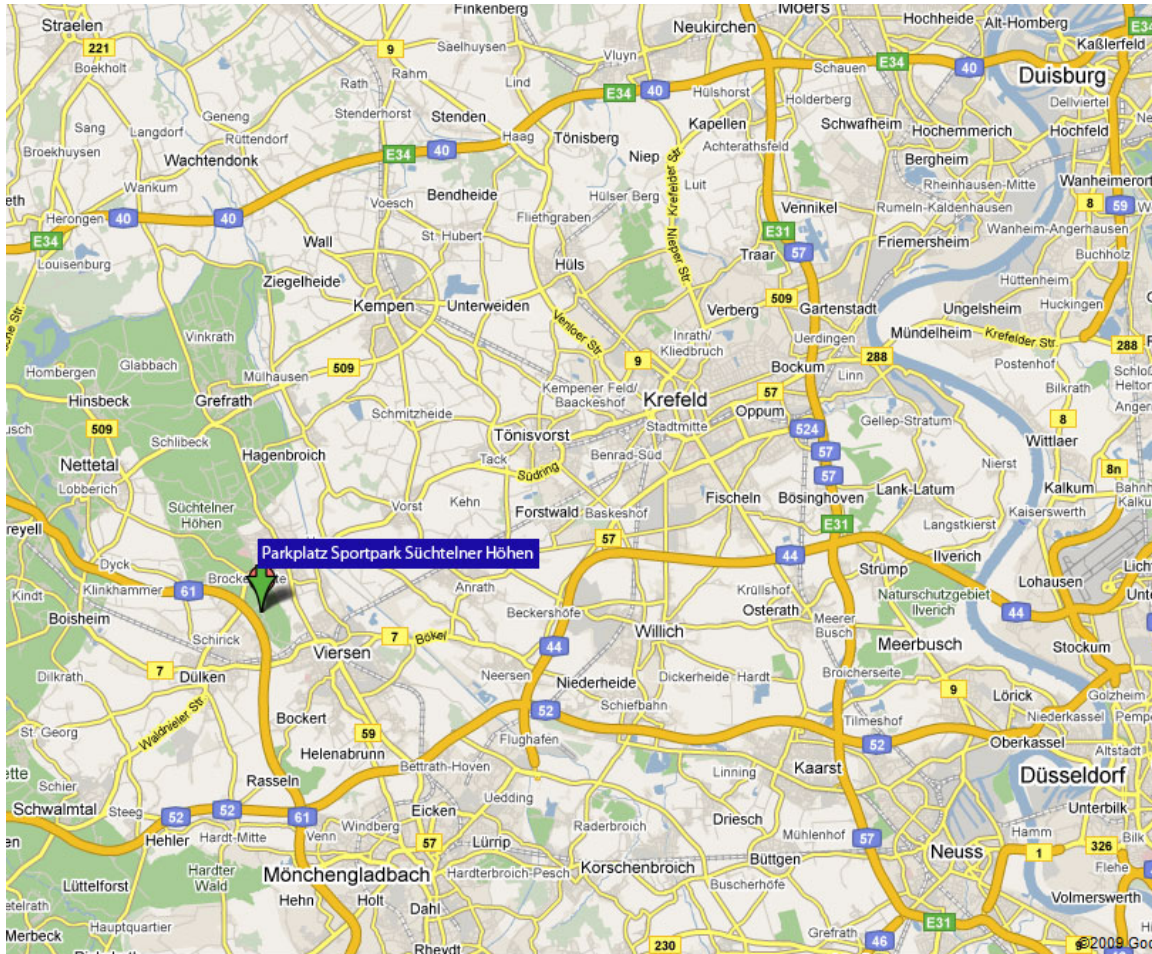 Finkenberg
Moers
Hochheide
Alt-Homberg
E34
Straelen
Neukirchen
Kaßlerfeld
221
9
Saelhuysen
Vluyn
Boekholt
Rath
Rahm
Lind
Schauen
E34
40
Duisburg
E34
40
Hülshorst
Holderberg
Dellviertel
Geneng
Stenderhorst
Stenden
Kapellen
Schwafheim
Hochemmerich
Hochfeld
Sang
Langdorf
Rüttendorf
Haag
Tönisberg
Achterathsfeld
Broekhuysen
Wachtendonk
E34
40
Niep
Bergheim
Wankum
Bendheide
Luit
Rheinhausen-Mitte
Wanheimerort
Voesch
Hülser Berg
Vennikel
Rumeln-Kaldenhausen
8
59
Herongen
40
40
Fliethgraben
E31
Wanheim-Angerhausen
E34
Wall
St. Hubert
Nieper Str
Krefelder Str
Traar
57
Friemersheim
Buchholz
Louisenburg
Hüls
Hüttenheim
Ziegelheide
Kempen
Unterweiden
Verberg
509
Gartenstadt
Ungelsheim
Huckingen
Vinkrath
Venloer Str
Inrath/
Kliedbruch
Uerdingen
Mündelheim
Krefelder Str
288
Glabbach
509
9
288
Postenhof
Hombergen
Mülhausen
Kempener Feld/
Baackeshof
57
Bockum
Linn
Bilkrath
Hinsbeck
Grefrath
Krefeld
Oppum
509
Schmitzheide
Stadtmitte
524
Gellep-Stratum
8
Schlibeck
Tönisvorst
57
Wittlaer
Nettetal
Hagenbroich
Tack
Benrad-Süd
57
Nierst
8n
Lobberich
Südring
Fischeln
Bösinghoven
Lank-Latum
Kalkum
Süchtelner
Höhen
Vorst
Kehn
Forstwald
Baskeshof
Kaiserswerth
E31
Langstkierst
57
44
Ilverich
Parkplatz Sportpark Süchtelner Höhen
Dyck
Strümp
Lohausen
Kindt
Klinkhammer
61
Anrath
Krüllshof
Naturschutzgebiet
Ilverich
44
Boisheim
Beckershöfe
Osterath
Meerer
Busch
Schirick
7
Bökel
Willich
Meerbusch
Stockum
Viersen
44
7
Dülken
Neersen
Niederheide
Dickerheide
Hardt
Broicherseite
9
Lörick
Golzheim
Dilkrath
Schiefbahn
Waldnieler Str
Bockert
52
Tilmeshof
Niederkassel
St. Georg
59
Flughafen
52
Oberkassel
Altstadt
Helenabrunn
Bettrath-Hoven
Linning
Kaarst
Düsseldorf
Schier
Rasseln
Uedding
Schwalmtal
Steeg
52
52
61
Eicken
Driesch
Unterbilk
Hehler
Hardt-Mitte
Venn
Windberg
57
Lürrip
Raderbroich
Mühlenhof
57
Hamm
Bilk
Neuss
1
326
Hardter
Wald
Mönchengladbach
Hardterbroich-Pesch
Korschenbroich
Büttgen
Flehe
Lüttelforst
Buscherhöfe
Hehn
Holt
Dahl
Volmerswerth
Hauptquartier
E31
Merbeck
Rheydt
230
Grefrath
46
©2009 Goo